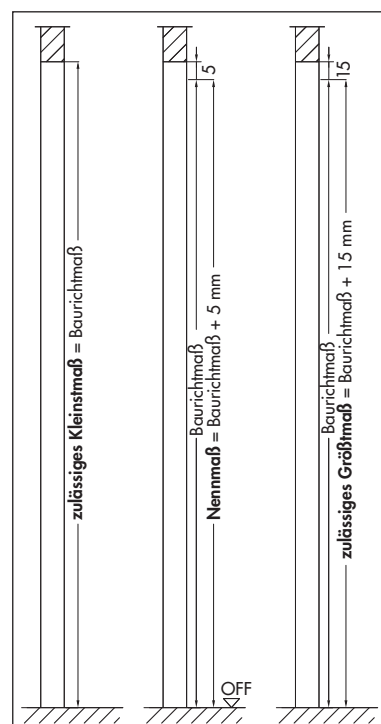 zulässiges Kleinstmaß = Baurichtmaß
5
Baurichtmaß
Nennmaß = Baurichtmaß + 5 mm
15
Baurichtmaß
zulässiges Größtmaß = Baurichtmaß + 15 mm
OFF